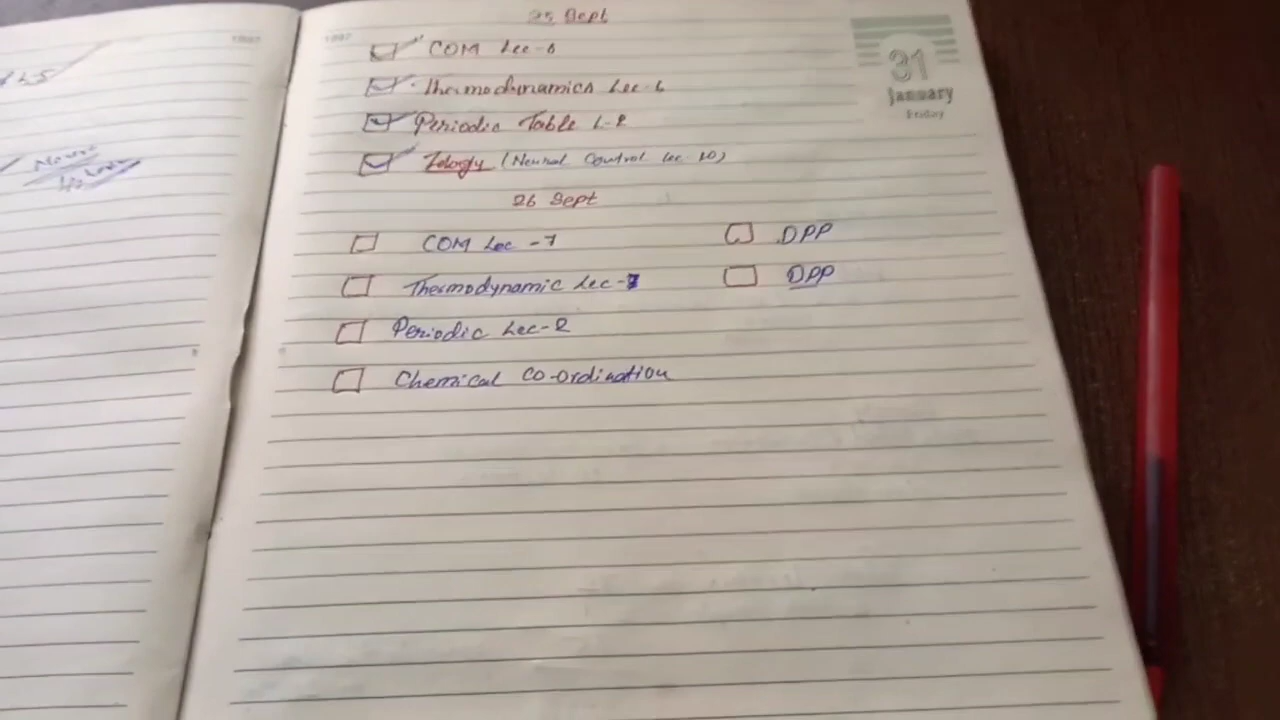 25 Sept
COM Lec-6
Thermodynamics Lec-6
Periodic Table L-2
Zology (Neural Control Lec 10)
26 Sept
COM Lec -7
DPP
Thermodynamic Lec-7
DPP
Periodic Lec-2
Chemical CO-Ordination
31
January
Friday